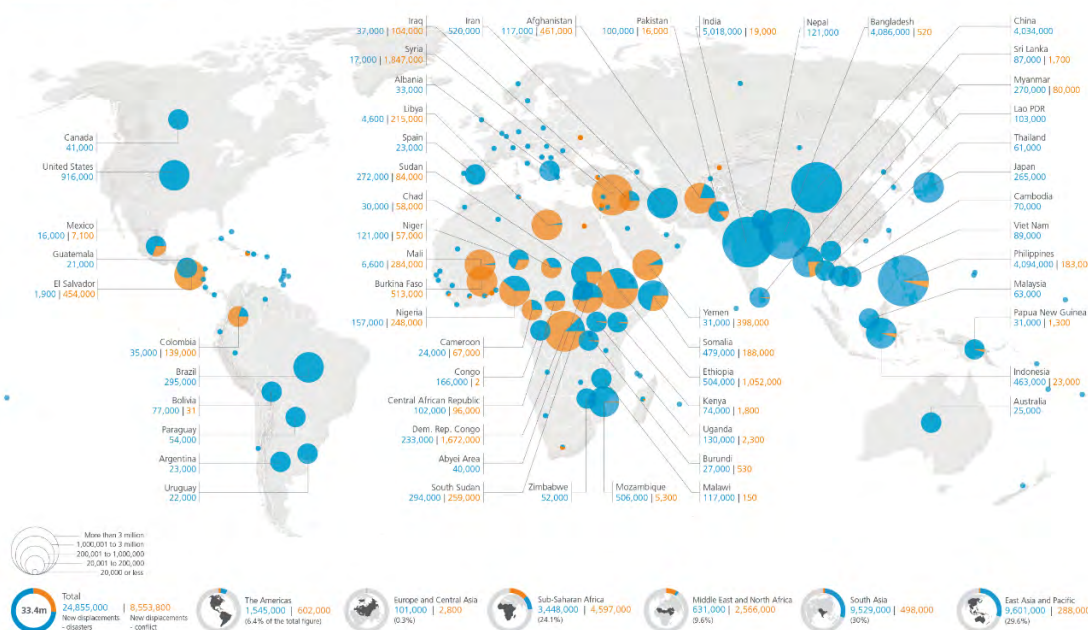 Iraq
37,000 | 104,000
Iran
520,000
Afghanistan
117,000 | 461,000
Pakistan
100,000 | 16,000
India
5,018,000 | 19,000
Nepal
121,000
Bangladesh
4,086,000 | 520
China
4,034,000
Syria
17,000 | 1,847,000
Sri Lanka
87,000 | 1,700
Albania
33,000
Myanmar
270,000 | 80,000
Libya
4,600 | 215,000
Lao PDR
103,000
Canada
41,000
Spain
23,000
Thailand
61,000
United States
916,000
Sudan
272,000 | 84,000
Japan
265,000
Chad
30,000 | 58,000
Cambodia
70,000
Mexico
16,000 | 7,100
Niger
121,000 | 57,000
Viet Nam
89,000
Guatemala
21,000
Mali
6,600 | 284,000
Philippines
4,094,000 | 183,00
El Salvador
1,900 | 454,000
Burkina Faso
513,000
Malaysia
63,000
Nigeria
157,000 | 248,000
Yemen
31,000 | 398,000
Papua New Guinea
31,000 | 1,300
Colombia
35,000 | 139,000
Cameroon
24,000 | 67,000
Somalia
479,000 | 188,000
Brazil
295,000
Congo
166,000 | 2
Ethiopia
504,000 | 1,052,000
Indonesia
463,000 | 23,000
Bolivia
77,000 | 31
Central African Republic
102,000 | 96,000
Kenya
74,000 | 1,800
Australia
25,000
Paraguay
54,000
Dem. Rep. Congo
233,000 | 1,672,000
Uganda
130,000 | 2,300
Argentina
23,000
Abyei Area
40,000
Burundi
27,000 | 530
Uruguay
22,000
South Sudan
294,000 | 259,000
Zimbabwe
52,000
Mozambique
506,000 | 5,300
Malawi
117,000 | 150
More than 3 million
1,000,001 to 3 million
200,001 to 1,000,000
20,001 to 200,000
20,000 or less
33.4m
Total
24,855,000 | 8,553,800
New displacements - disasters
New displacements - conflict
The Americas
1,545,000 | 602,000
(6.4% of the total figure)
Europe and Central Asia
101,000 | 2,800
(0.3%)
Sub-Saharan Africa
3,448,000 | 4,597,000
(24.1%)
Middle East and North Africa
631,000 | 2,566,000
(9.6%)
South Asia
9,529,000 | 498,000
(30%)
East Asia and Pacific
9,601,000 | 288,000
(29.6%)